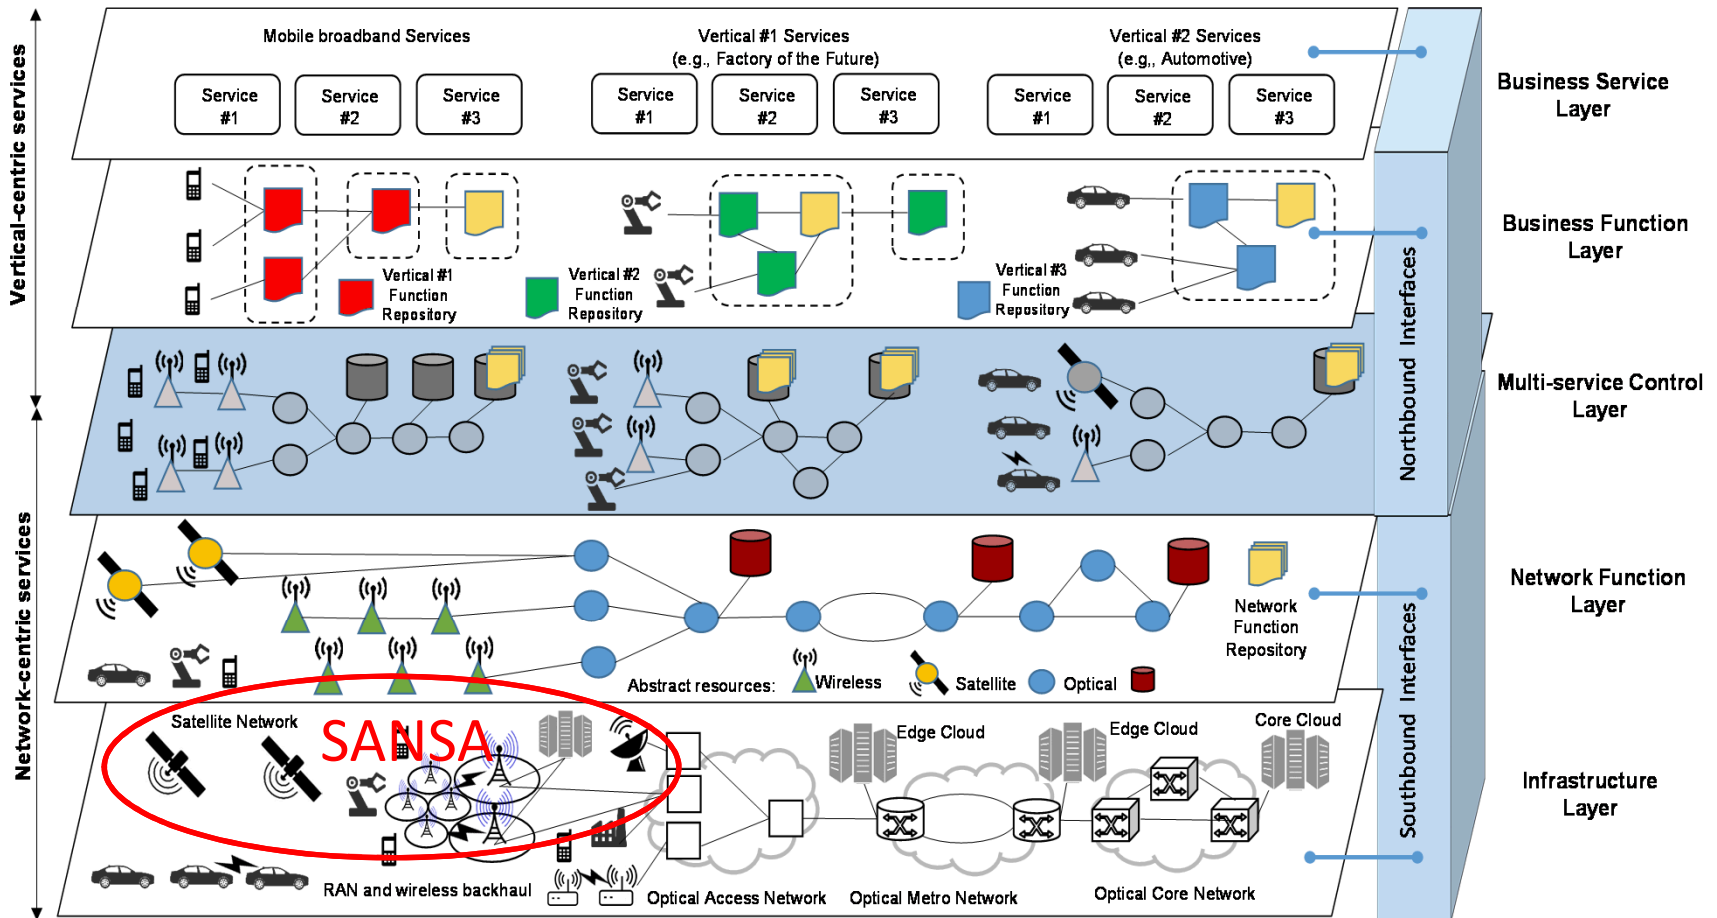 Mobile broadband Services
Vertical #1 Services
(e.g., Factory of the Future)
Vertical #2 Services
(e.g,, Automotive)
Service
#1
Service
#2
Service
#3
Service
#1
Service
#2
Service
#3
Service
#1
Service
#2
Service
#3
Business Service
Layer
Vertical-centric services
Vertical #1
Function
Repository
Vertical #2
Function
Repository
Vertical #3
Function
Repository
Business Function
Layer
Northbound Interfaces
Multi-service Control
Layer
Network-centric services
Network
Function
Repository
Abstract resources:
Wireless
Satellite
Optical
Network Function
Layer
Southbound Interfaces
Satellite Network
SANSA
Edge Cloud
Edge Cloud
Core Cloud
RAN and wireless backhaul
Optical Access Network
Optical Metro Network
Optical Core Network
Infrastructure
Layer